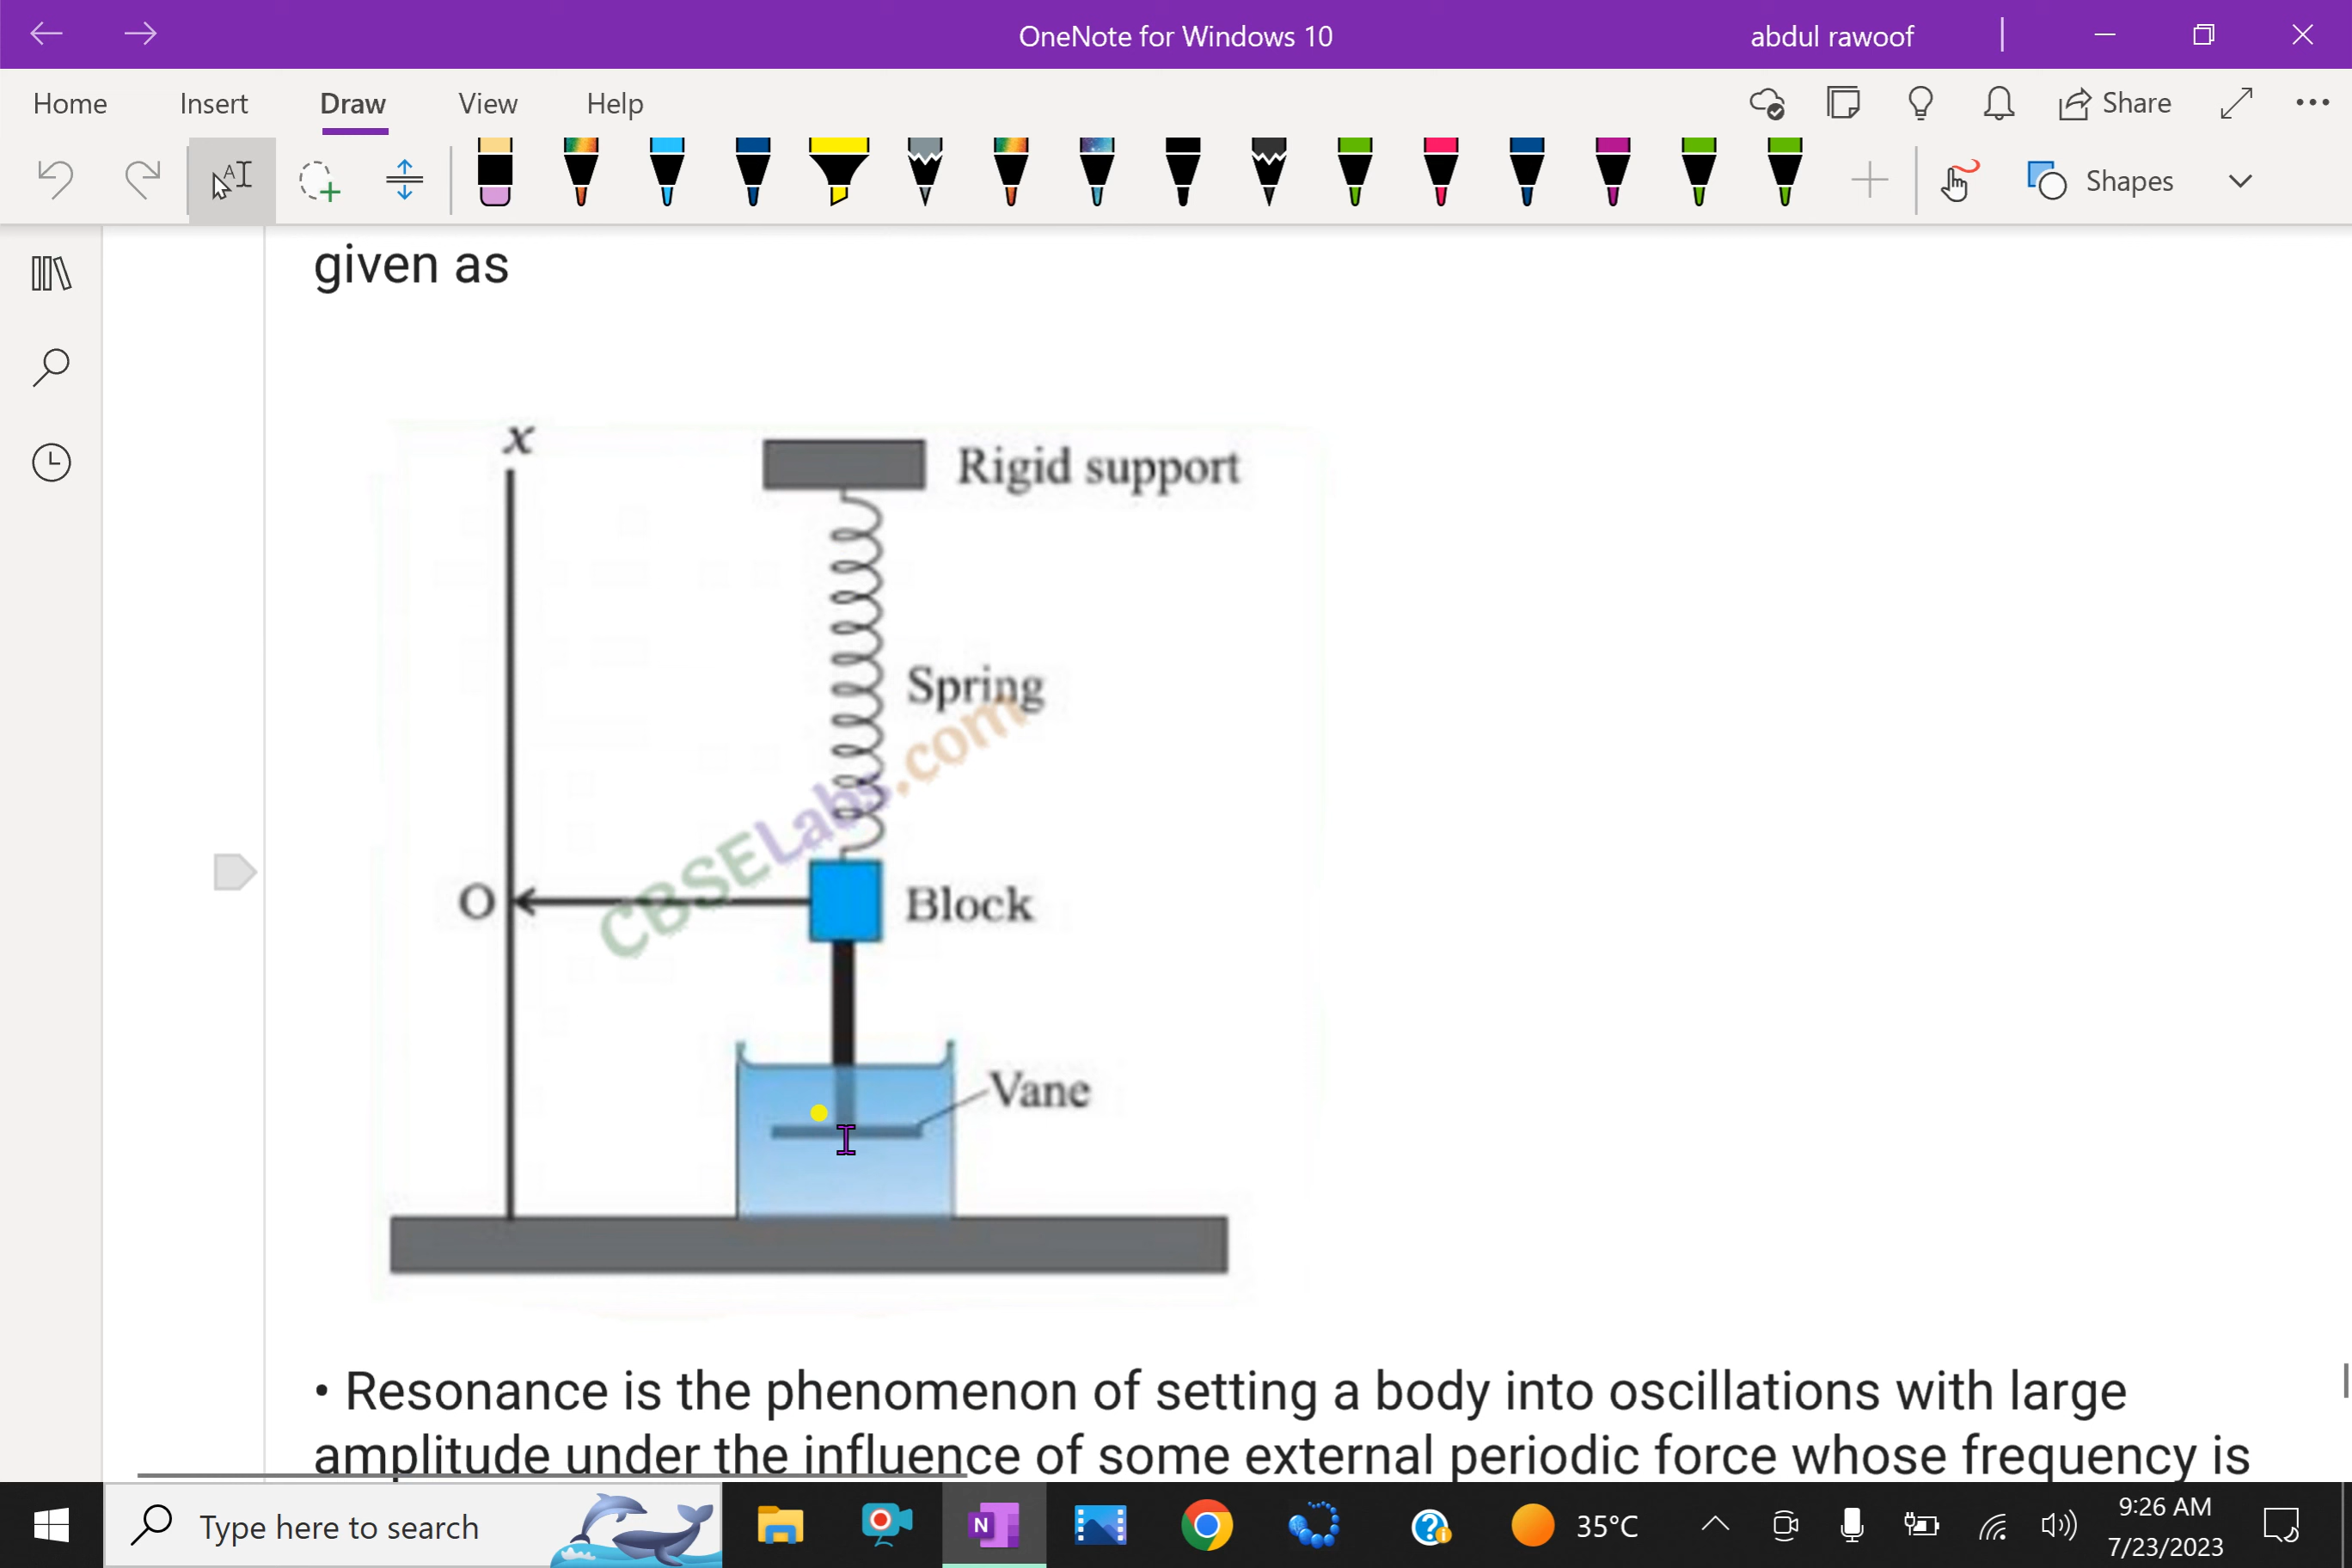 OneNote for Windows 10
abdul rawoof
Home
Insert
Draw
View
Help
Share
Shapes
given as
x
Rigid support
Spring
CBSELabs.com
O
Block
Vane
• Resonance is the phenomenon of setting a body into oscillations with large
amplitude under the influence of some external periodic force whose frequency is
Type here to search
35°C
9:26 AM
7/23/2023